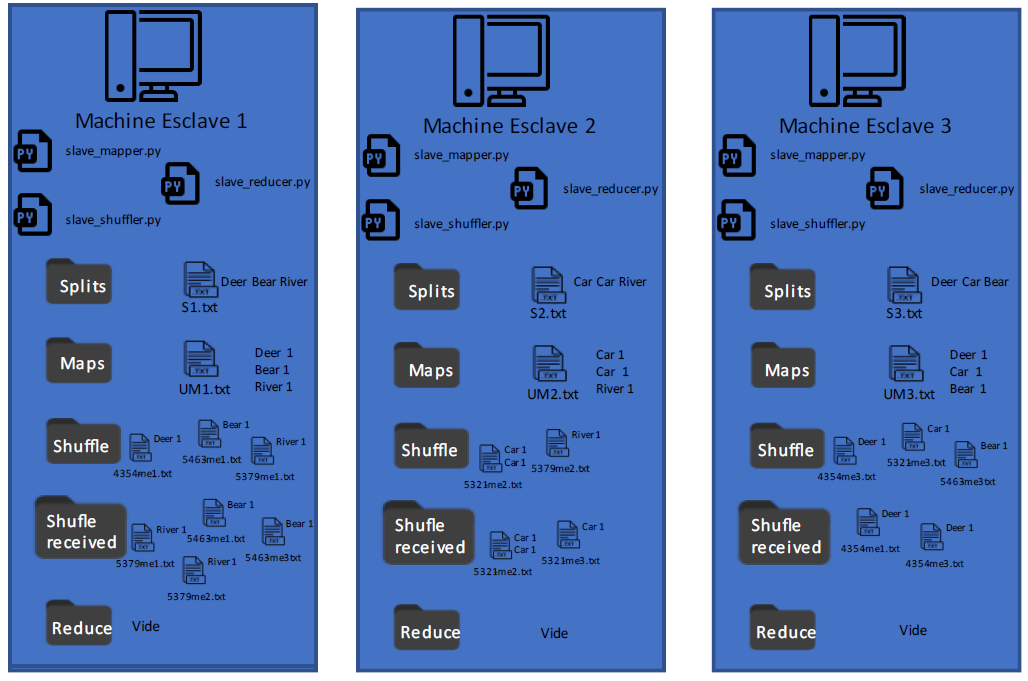 Machine Esclave 1
PY
slave_mapper.py
PY
slave_reducer.py
PY
slave_shuffler.py
Splits
TXT
Deer Bear River
S1.txt
Maps
TXT
Deer 1
Bear 1
River 1
UM1.txt
Shuffle
TXT
Deer 1
4354me1.txt
TXT
Bear 1
5463me1.txt
TXT
River 1
5379me1.txt
Shufle
received
TXT
River 1
5379me1.txt
TXT
Bear 1
5463me1.txt
TXT
Bear 1
5463me3txt
TXT
River 1
5379me2.txt
Reduce
Vide
Machine Esclave 2
PY
slave_mapper.py
PY
slave_reducer.py
PY
slave_shuffler.py
Splits
TXT
Car Car River
S2.txt
Maps
TXT
Car 1
Car 1
River 1
UM2.txt
Shuffle
TXT
Car 1
Car 1
5321me2.txt
TXT
River 1
5379me2.txt
Shufle
received
TXT
Car 1
Car 1
5321me2.txt
TXT
Car 1
5321me3.txt
Reduce
Vide
Machine Esclave 3
PY
slave_mapper.py
PY
slave_reducer.py
PY
slave_shuffler.py
Splits
TXT
Deer Car Bear
S3.txt
Maps
TXT
Deer 1
Car 1
Bear 1
UM3.txt
Shuffle
TXT
Deer 1
4354me3.txt
TXT
Car 1
5321me3.txt
TXT
Bear 1
5463me3txt
Shufle
received
TXT
Deer 1
4354me1.txt
TXT
Deer 1
4354me3.txt
Reduce
Vide